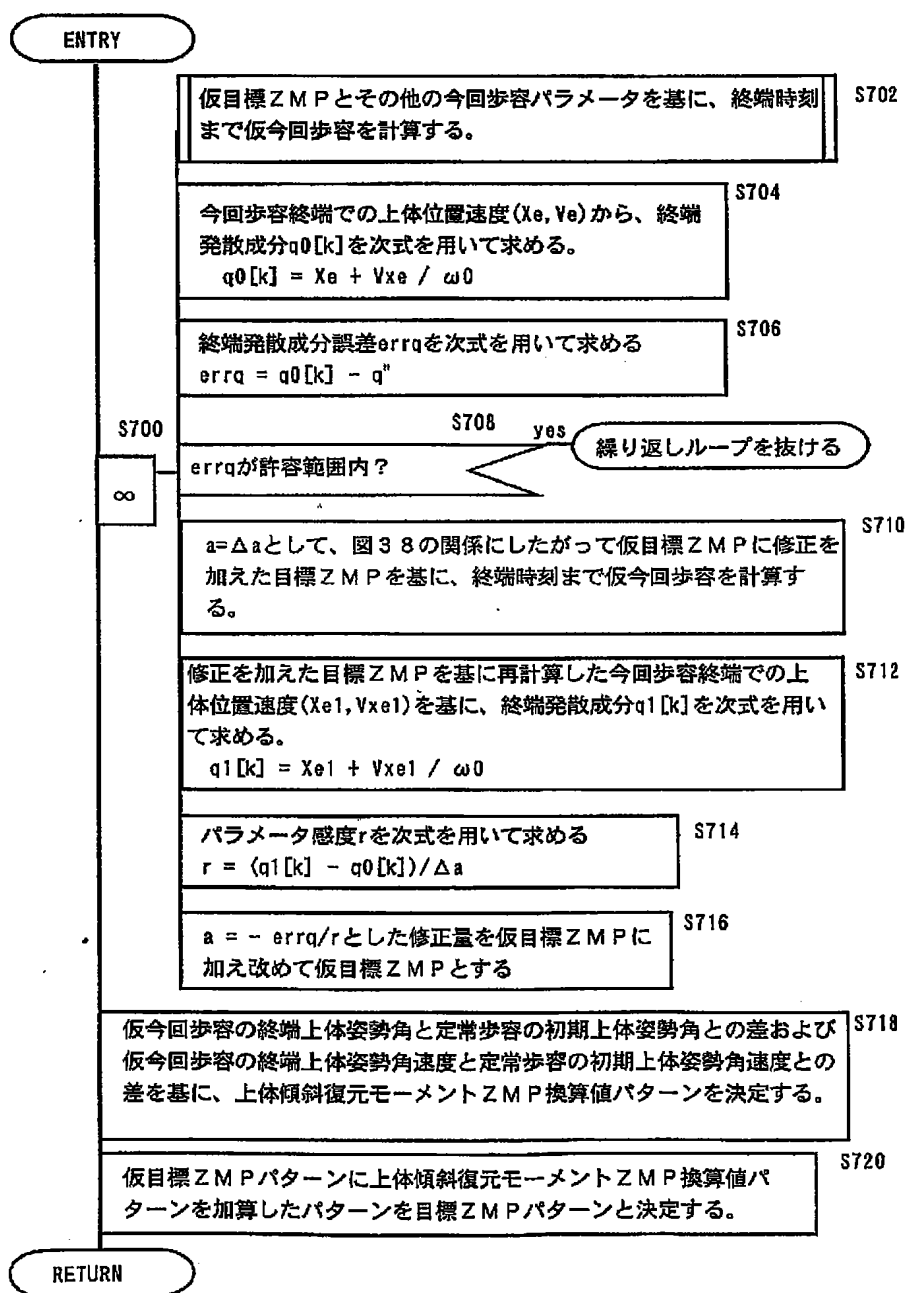 ENTRY
仮目標ZMPとその他の今回歩容パラメータを基に、終端時刻
まで仮今回歩容を計算する。
S702
今回歩容終端での上体位置速度(Xe,Ve)から、終端
発散成分q0[k]を次式を用いて求める。
q0[k] = Xe + Vxe / ω0
S704
終端発散成分誤差errqを次式を用いて求める
errq = q0[k] - q"
S706
S700
∞
errqが許容範囲内?
S708
yes
繰り返しループを抜ける
a=Δaとして、図38の関係にしたがって仮目標ZMPに修正を
加えた目標ZMPを基に、終端時刻まで仮今回歩容を計算す
る。
S710
修正を加えた目標ZMPを基に再計算した今回歩容終端での上
体位置速度(Xe1,Vxe1)を基に、終端発散成分q1[k]を次式を用い
て求める。
q1[k] = Xe1 + Vxe1 / ω0
S712
パラメータ感度rを次式を用いて求める
r = (q1[k] - q0[k])/Δa
S714
a = - errq/rとした修正量を仮目標ZMPに
加え改めて仮目標ZMPとする
S716
仮今回歩容の終端上体姿勢角と定常歩容の初期上体姿勢角との差および
仮今回歩容の終端上体姿勢角速度と定常歩容の初期上体姿勢角速度との
差を基に、上体傾斜復元モーメントZMP換算値パターンを決定する。
S718
仮目標ZMPパターンに上体傾斜復元モーメントZMP換算値パ
ターンを加算したパターンを目標ZMPパターンと決定する。
S720
RETURN